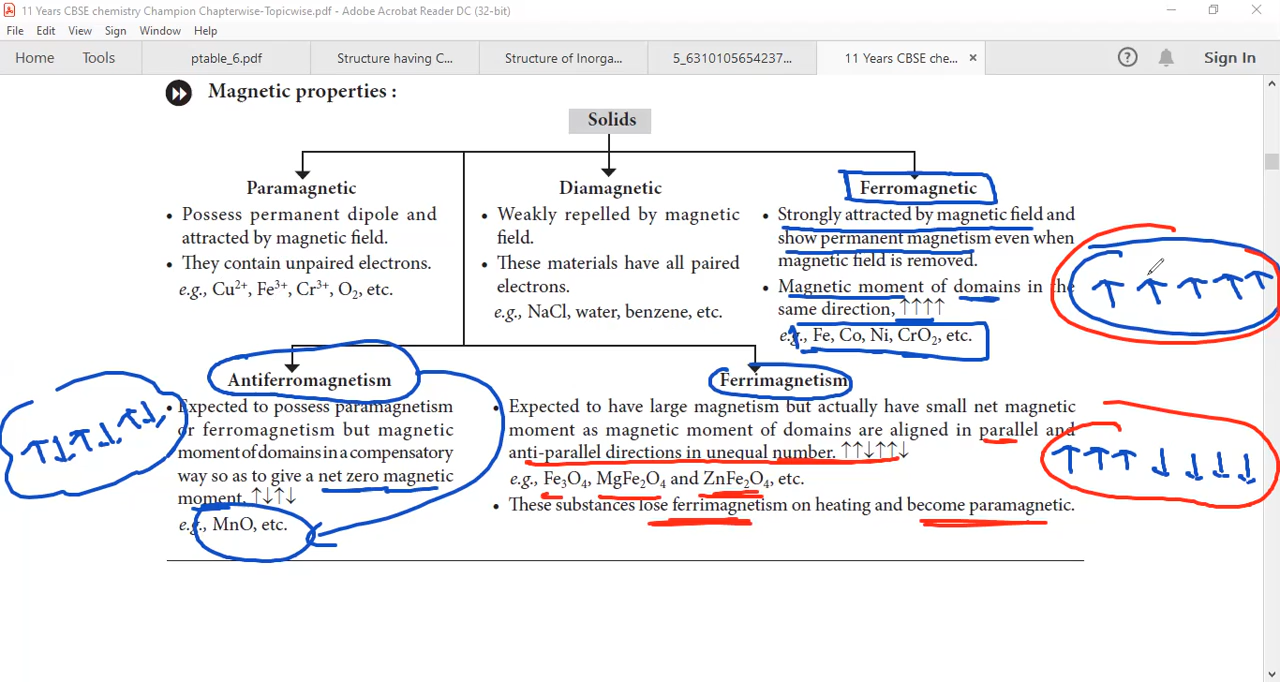 11 Years CBSE chemistry Champion Chapterwise-Topicwise.pdf - Adobe Acrobat Reader DC (32-bit)
File Edit View Sign Window Help
Home Tools ptable_6.pdf Structure having C... Structure of Inorga... 5_6310105654237... 11 Years CBSE che... × ? Sign In
Magnetic properties :
Solids
Paramagnetic
• Possess permanent dipole and
attracted by magnetic field.
• They contain unpaired electrons.
e.g., Cu²⁺, Fe³⁺, Cr³⁺, O₂, etc.
Diamagnetic
• Weakly repelled by magnetic
field.
• These materials have all paired
electrons.
e.g., NaCl, water, benzene, etc.
Ferromagnetic
• Strongly attracted by magnetic field and
show permanent magnetism even when
magnetic field is removed.
• Magnetic moment of domains in the
same direction, ↑↑↑↑
e.g., Fe, Co, Ni, CrO₂, etc.
↑ ↑ ↑ ↑ ↑
Antiferromagnetism
• Expected to possess paramagnetism
or ferromagnetism but magnetic
moment of domains in a compensatory
way so as to give a net zero magnetic
moment. ↑↓↑↓
e.g., MnO, etc.
↑↓↑↓,↑↓,
Ferrimagnetism
• Expected to have large magnetism but actually have small net magnetic
moment as magnetic moment of domains are aligned in parallel and
anti-parallel directions in unequal number. ↑↑↓↑↑↓
e.g., Fe₃O₄, MgFe₂O₄ and ZnFe₂O₄, etc.
• These substances lose ferrimagnetism on heating and become paramagnetic.
↑↑↑ ↓ ↓ ↓ ↓